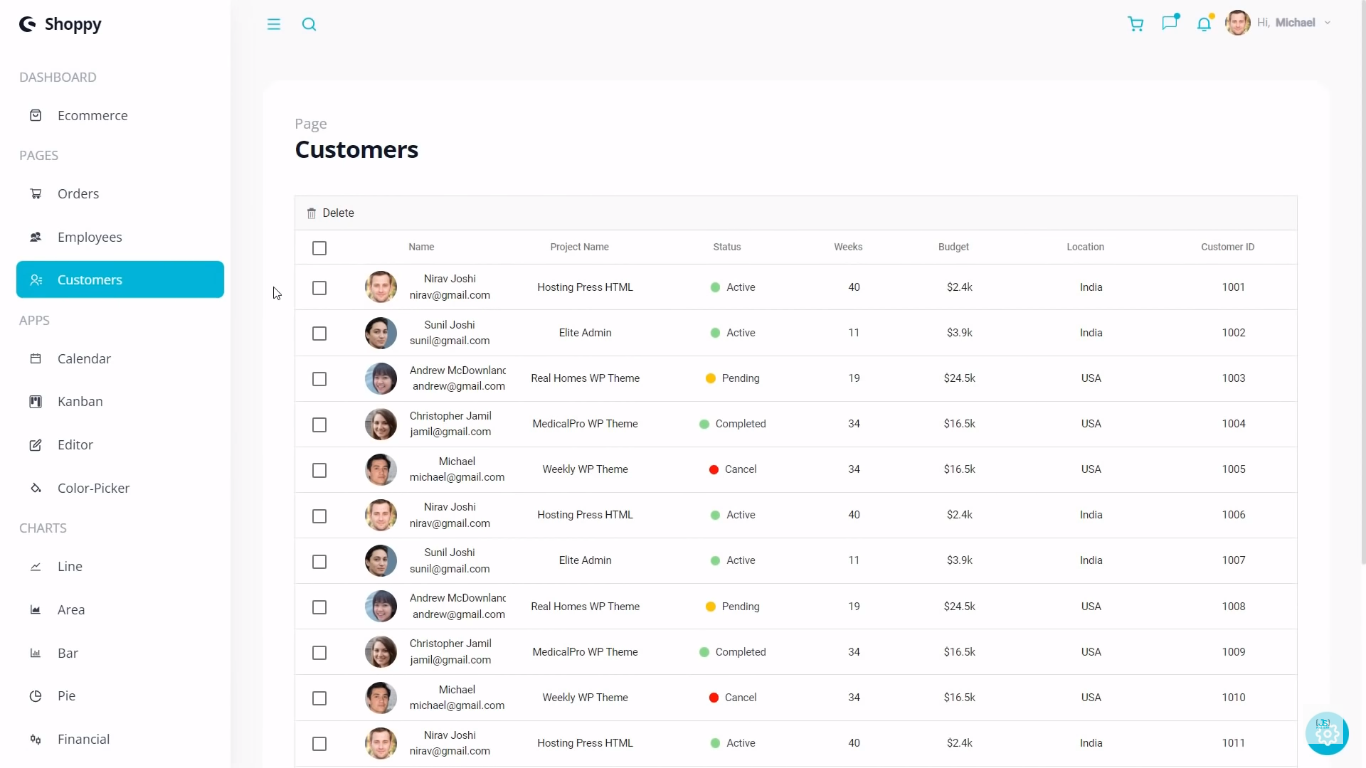 Shoppy
Hi, Michael
DASHBOARD
Ecommerce
PAGES
Orders
Employees
Customers
APPS
Calendar
Kanban
Editor
Color-Picker
CHARTS
Line
Area
Bar
Pie
Financial
Page
Customers
Delete
Name Project Name Status Weeks Budget Location Customer ID
Nirav Joshi
nirav@gmail.com
Hosting Press HTML Active 40 $2.4k India 1001
Sunil Joshi
sunil@gmail.com
Elite Admin Active 11 $3.9k India 1002
Andrew McDownland
andrew@gmail.com
Real Homes WP Theme Pending 19 $24.5k USA 1003
Christopher Jamil
jamil@gmail.com
MedicalPro WP Theme Completed 34 $16.5k USA 1004
Michael
michael@gmail.com
Weekly WP Theme Cancel 34 $16.5k USA 1005
Nirav Joshi
nirav@gmail.com
Hosting Press HTML Active 40 $2.4k India 1006
Sunil Joshi
sunil@gmail.com
Elite Admin Active 11 $3.9k India 1007
Andrew McDownland
andrew@gmail.com
Real Homes WP Theme Pending 19 $24.5k USA 1008
Christopher Jamil
jamil@gmail.com
MedicalPro WP Theme Completed 34 $16.5k USA 1009
Michael
michael@gmail.com
Weekly WP Theme Cancel 34 $16.5k USA 1010
Nirav Joshi
nirav@gmail.com
Hosting Press HTML Active 40 $2.4k India 1011